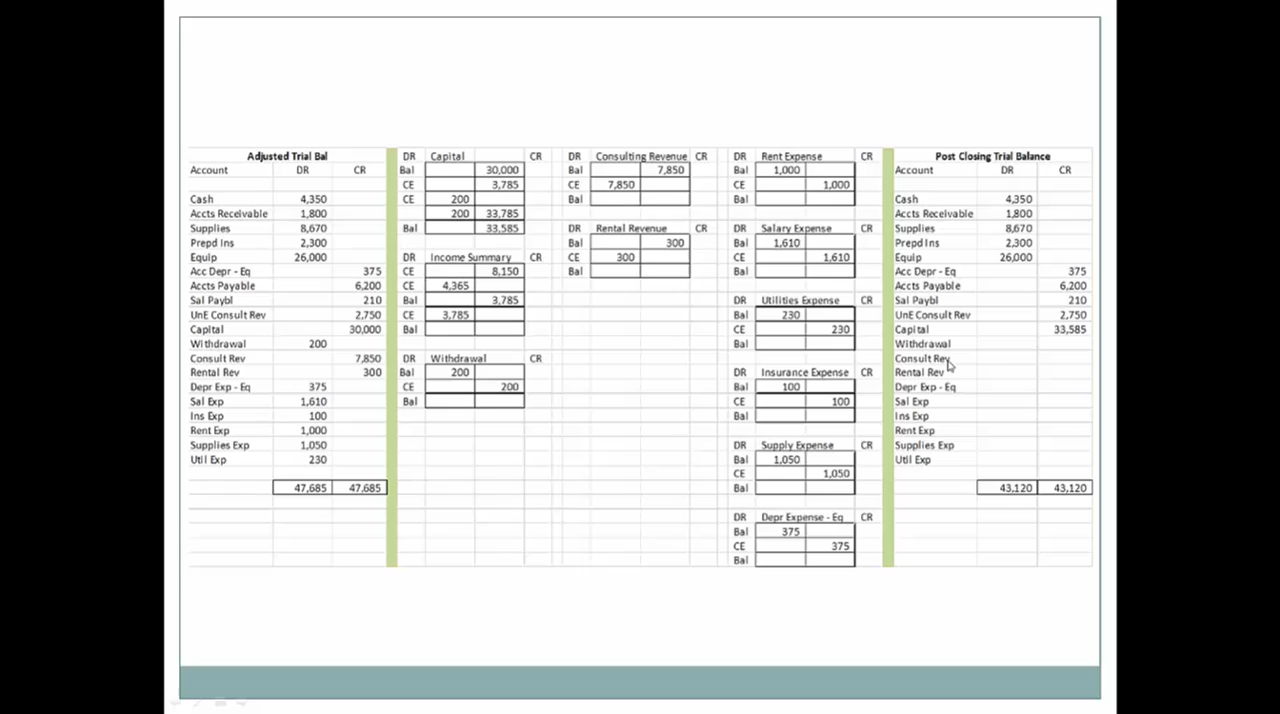 Adjusted Trial Bal
Account DR CR
Cash 4,350
Accts Receivable 1,800
Supplies 8,670
Prepd Ins 2,300
Equip 26,000
Acc Depr - Eq 375
Accts Payable 6,200
Sal Paybl 210
UnE Consult Rev 2,750
Capital 30,000
Withdrawal 200
Consult Rev 7,850
Rental Rev 300
Depr Exp - Eq 375
Sal Exp 1,610
Ins Exp 100
Rent Exp 1,000
Supplies Exp 1,050
Util Exp 230
47,685 47,685
DR Capital CR
Bal 30,000
CE 3,785
CE 200
200 33,785
Bal 33,585
DR Income Summary CR
CE 8,150
CE 4,365
Bal 3,785
CE 3,785
Bal
DR Withdrawal CR
Bal 200
CE 200
Bal
DR Consulting Revenue CR
Bal 7,850
CE 7,850
Bal
DR Rental Revenue CR
Bal 300
CE 300
Bal
DR Rent Expense CR
Bal 1,000
CE 1,000
Bal
DR Salary Expense CR
Bal 1,610
CE 1,610
Bal
DR Utilities Expense CR
Bal 230
CE 230
Bal
DR Insurance Expense CR
Bal 100
CE 100
Bal
DR Supply Expense CR
Bal 1,050
CE 1,050
Bal
DR Depr Expense - Eq CR
Bal 375
CE 375
Bal
Post Closing Trial Balance
Account DR CR
Cash 4,350
Accts Receivable 1,800
Supplies 8,670
Prepd Ins 2,300
Equip 26,000
Acc Depr - Eq 375
Accts Payable 6,200
Sal Paybl 210
UnE Consult Rev 2,750
Capital 33,585
Withdrawal
Consult Rev
Rental Rev
Depr Exp - Eq
Sal Exp
Ins Exp
Rent Exp
Supplies Exp
Util Exp
43,120 43,120